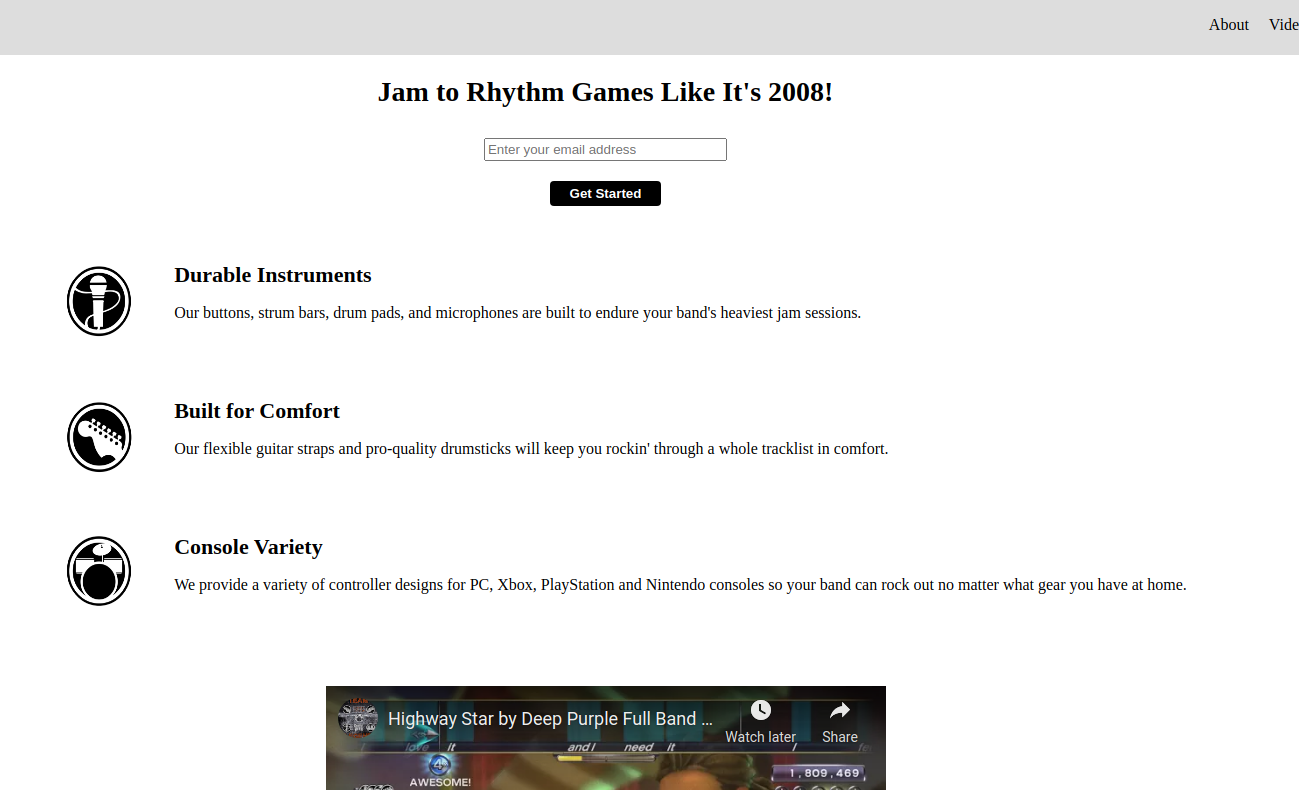 About Vide
Jam to Rhythm Games Like It's 2008!
Enter your email address
Get Started
Durable Instruments
Our buttons, strum bars, drum pads, and microphones are built to endure your band's heaviest jam sessions.
Built for Comfort
Our flexible guitar straps and pro-quality drumsticks will keep you rockin' through a whole tracklist in comfort.
Console Variety
We provide a variety of controller designs for PC, Xbox, PlayStation and Nintendo consoles so your band can rock out no matter what gear you have at home.
Highway Star by Deep Purple Full Band ...
Watch later
Share
I love it and I need it I
4
1,809,469
AWESOME!